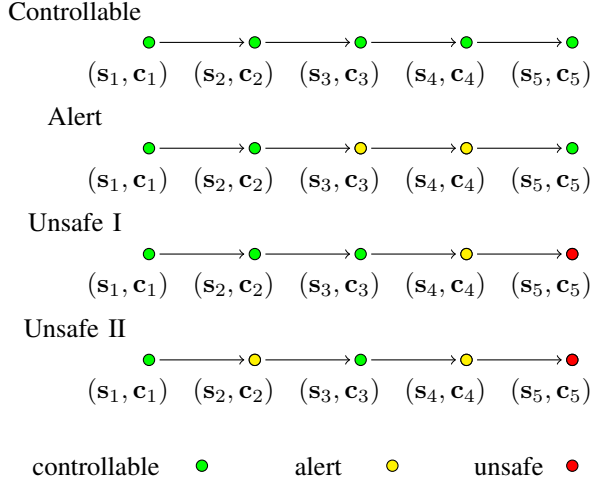 Controllable
(s₁, c₁) (s₂, c₂) (s₃, c₃) (s₄, c₄) (s₅, c₅)
Alert
(s₁, c₁) (s₂, c₂) (s₃, c₃) (s₄, c₄) (s₅, c₅)
Unsafe I
(s₁, c₁) (s₂, c₂) (s₃, c₃) (s₄, c₄) (s₅, c₅)
Unsafe II
(s₁, c₁) (s₂, c₂) (s₃, c₃) (s₄, c₄) (s₅, c₅)
controllable alert unsafe